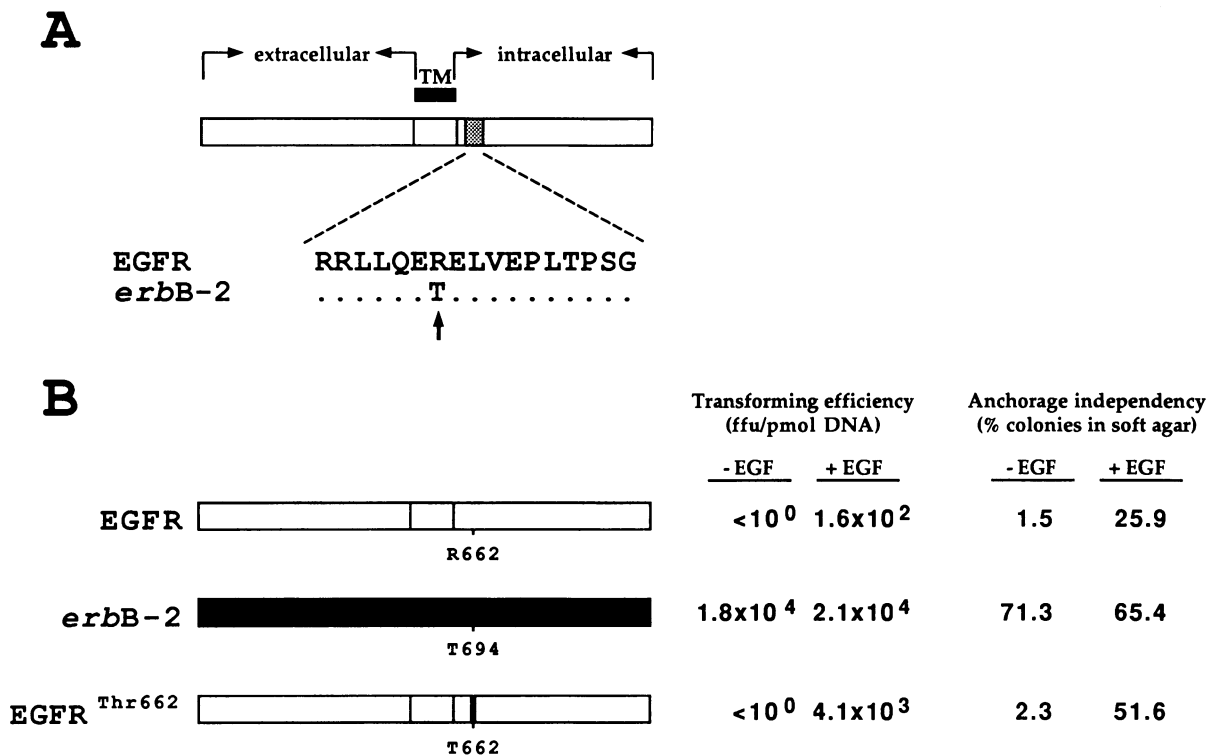 A
extracellular
intracellular
TM
EGFR RRLLQERELVEPLTPSG
erbB-2 ......T..........
B
Transforming efficiency
(ffu/pmol DNA)
Anchorage independency
(% colonies in soft agar)
- EGF + EGF - EGF + EGF
EGFR <10⁰ 1.6x10² 1.5 25.9
R662
erbB-2 1.8x10⁴ 2.1x10⁴ 71.3 65.4
T694
EGFR Thr662 <10⁰ 4.1x10³ 2.3 51.6
T662